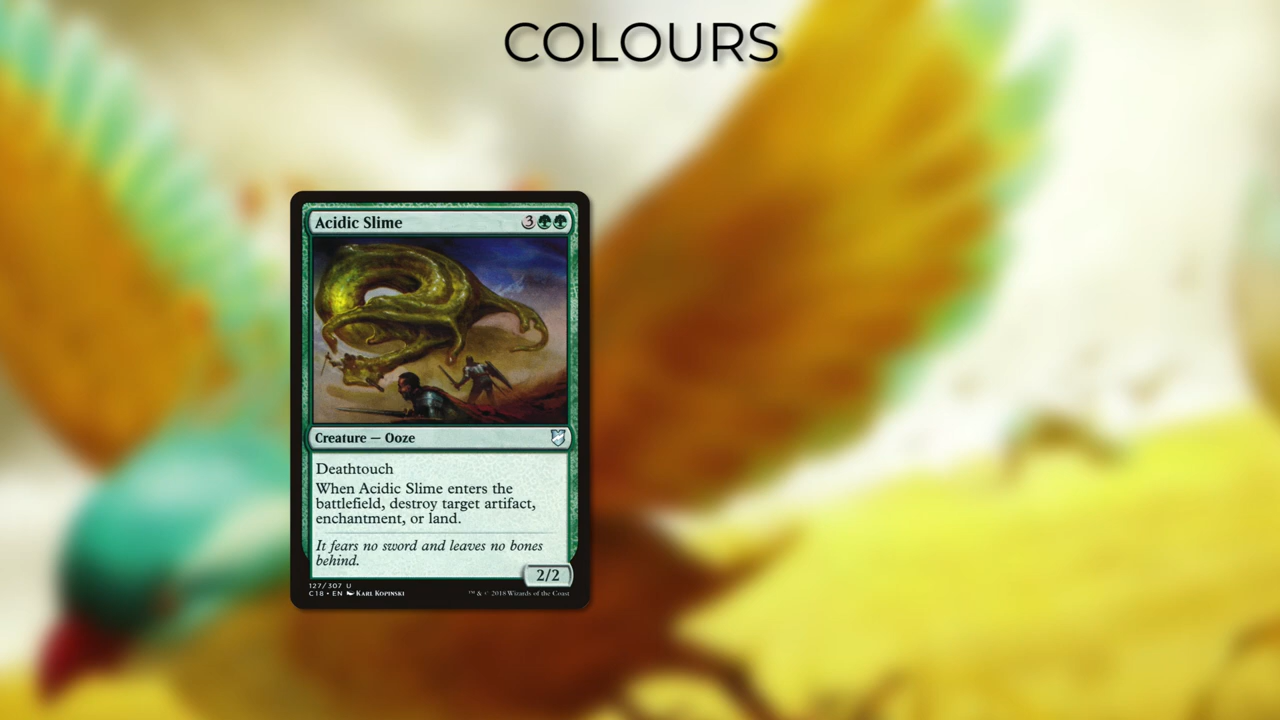 COLOURS
Acidic Slime 3
Creature — Ooze
Deathtouch
When Acidic Slime enters the
battlefield, destroy target artifact,
enchantment, or land.
It fears no sword and leaves no bones
behind.
2/2
127/307 U
C18 • EN Karl Kopinski
™ & © 2018 Wizards of the Coast